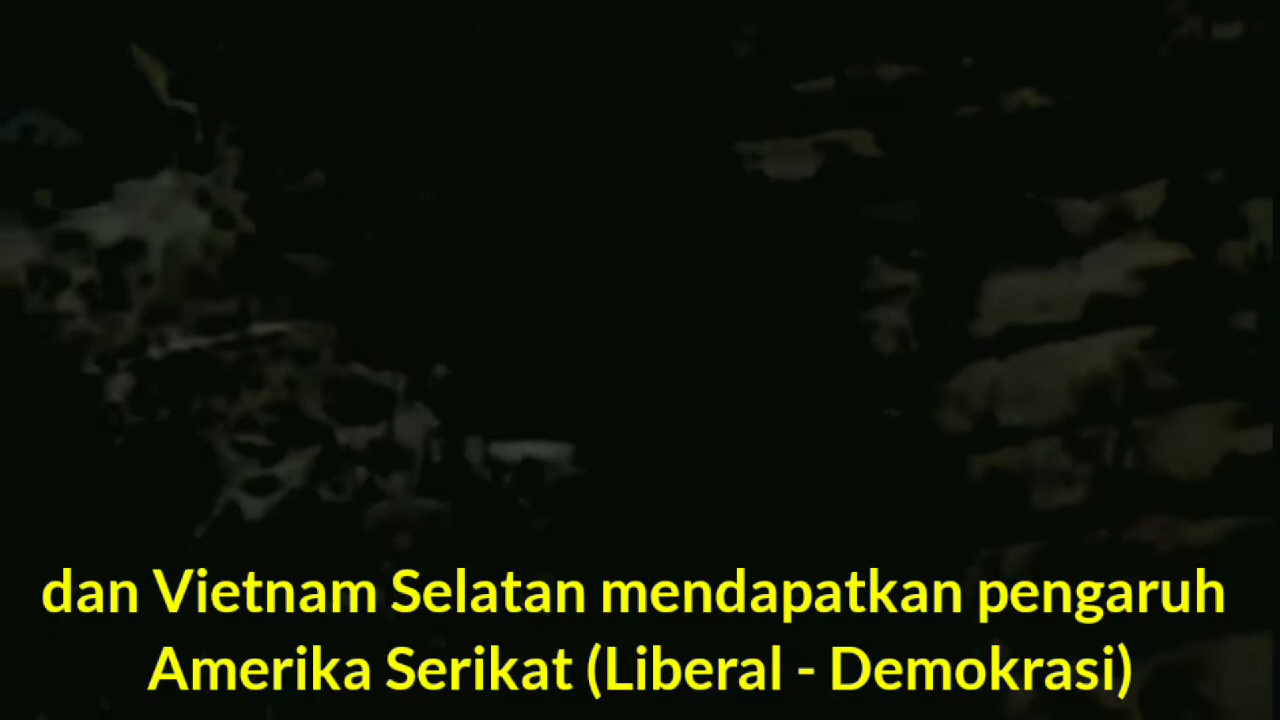 dan Vietnam Selatan mendapatkan pengaruh
Amerika Serikat (Liberal - Demokrasi)